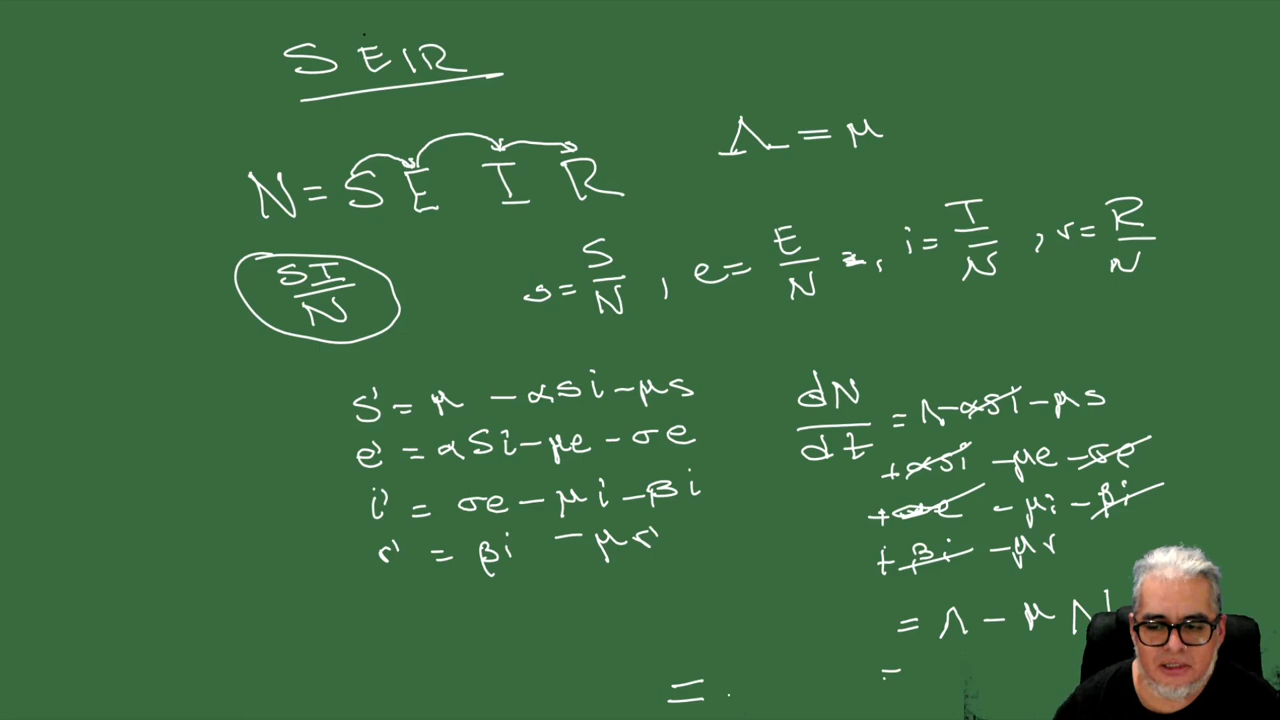 SEIR
Λ = μ
N = S E I R
SI/N
s = S/N , e = E/N , i = I/N , r = R/N
s' = μ - αsi - μs
e' = αsi - μe - σe
i' = σe - μi - βi
r' = βi - μr
dN/dt = Λ - αsi - μs
+ αsi - μe - σe
+ σe - μi - βi
+ βi - μr
= Λ - μN
=
=